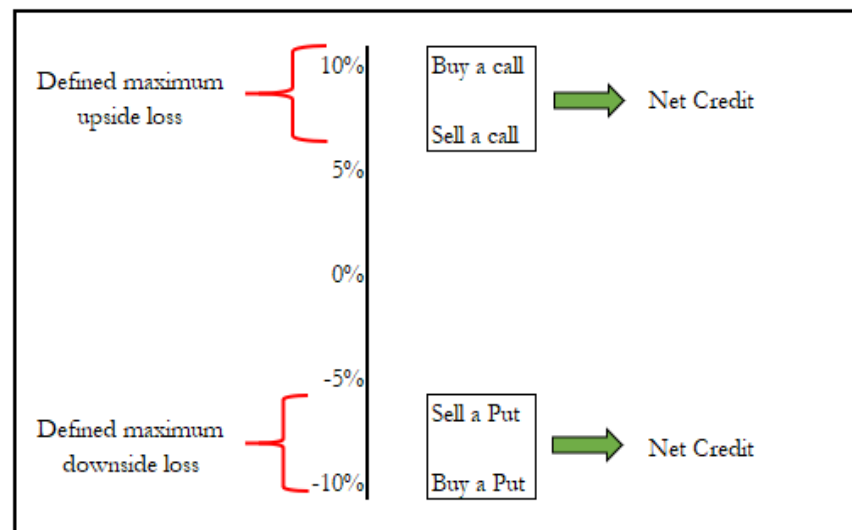 Defined maximum
upside loss
10%
Buy a call
Net Credit
Sell a call
5%
0%
-5%
Defined maximum
downside loss
Sell a Put
Net Credit
-10%
Buy a Put